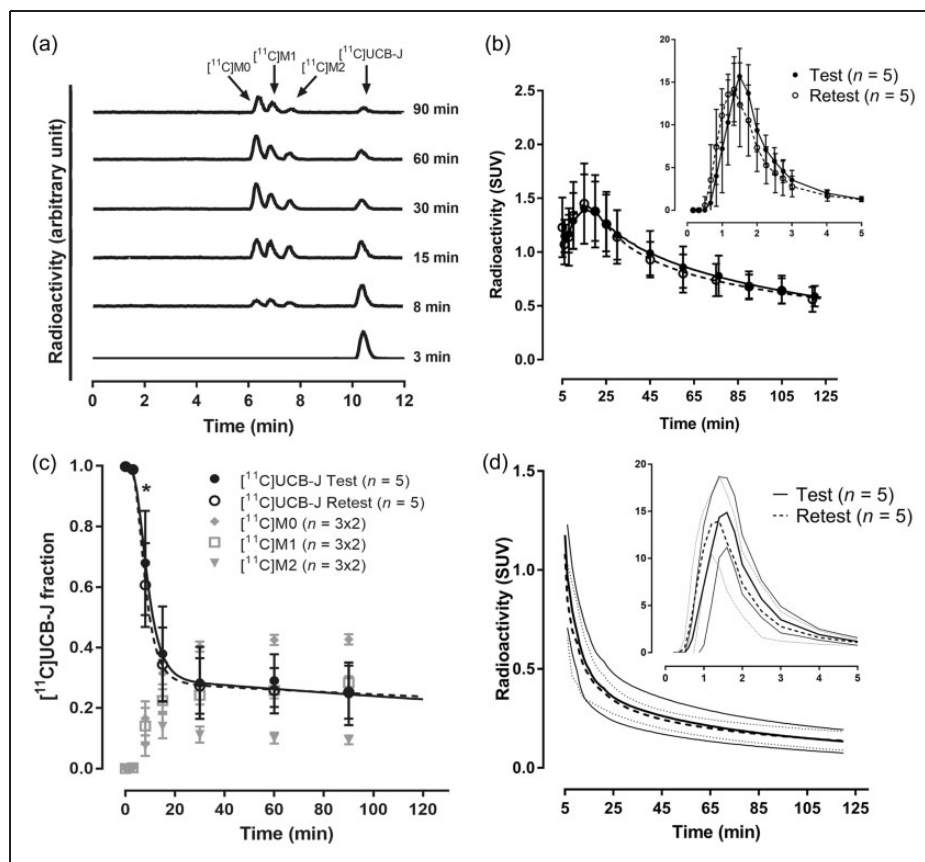 (a)
[¹¹C]M0
[¹¹C]M1
[¹¹C]M2
[¹¹C]UCB-J
90 min
60 min
30 min
15 min
8 min
3 min
Radioactivity (arbitrary unit)
0 2 4 6 8 10 12
Time (min)
(b)
Test (n = 5)
Retest (n = 5)
20
15
10
5
0
0 1 2 3 4 5
Radioactivity (SUV)
2.5
2.0
1.5
1.0
0.5
0.0
5 25 45 65 85 105 125
Time (min)
(c)
[¹¹C]UCB-J Test (n = 5)
[¹¹C]UCB-J Retest (n = 5)
[¹¹C]M0 (n = 3x2)
[¹¹C]M1 (n = 3x2)
[¹¹C]M2 (n = 3x2)
*
[¹¹C]UCB-J fraction
1.0
0.8
0.6
0.4
0.2
0.0
0 20 40 60 80 100 120
Time (min)
(d)
Test (n = 5)
Retest (n = 5)
20
15
10
5
0
0 1 2 3 4 5
Radioactivity (SUV)
1.5
1.0
0.5
0.0
5 25 45 65 85 105 125
Time (min)